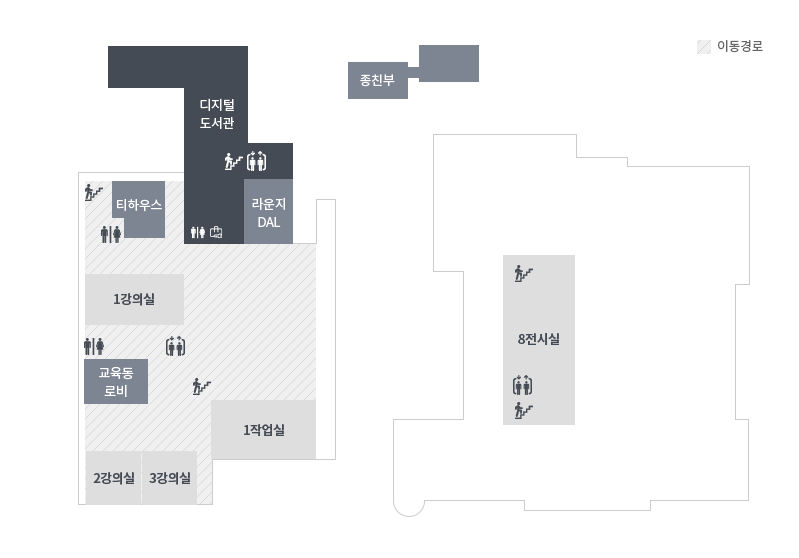 이동경로
종친부
디지털
도서관
티하우스
라운지
DAL
1강의실
8전시실
교육동
로비
1작업실
2강의실
3강의실